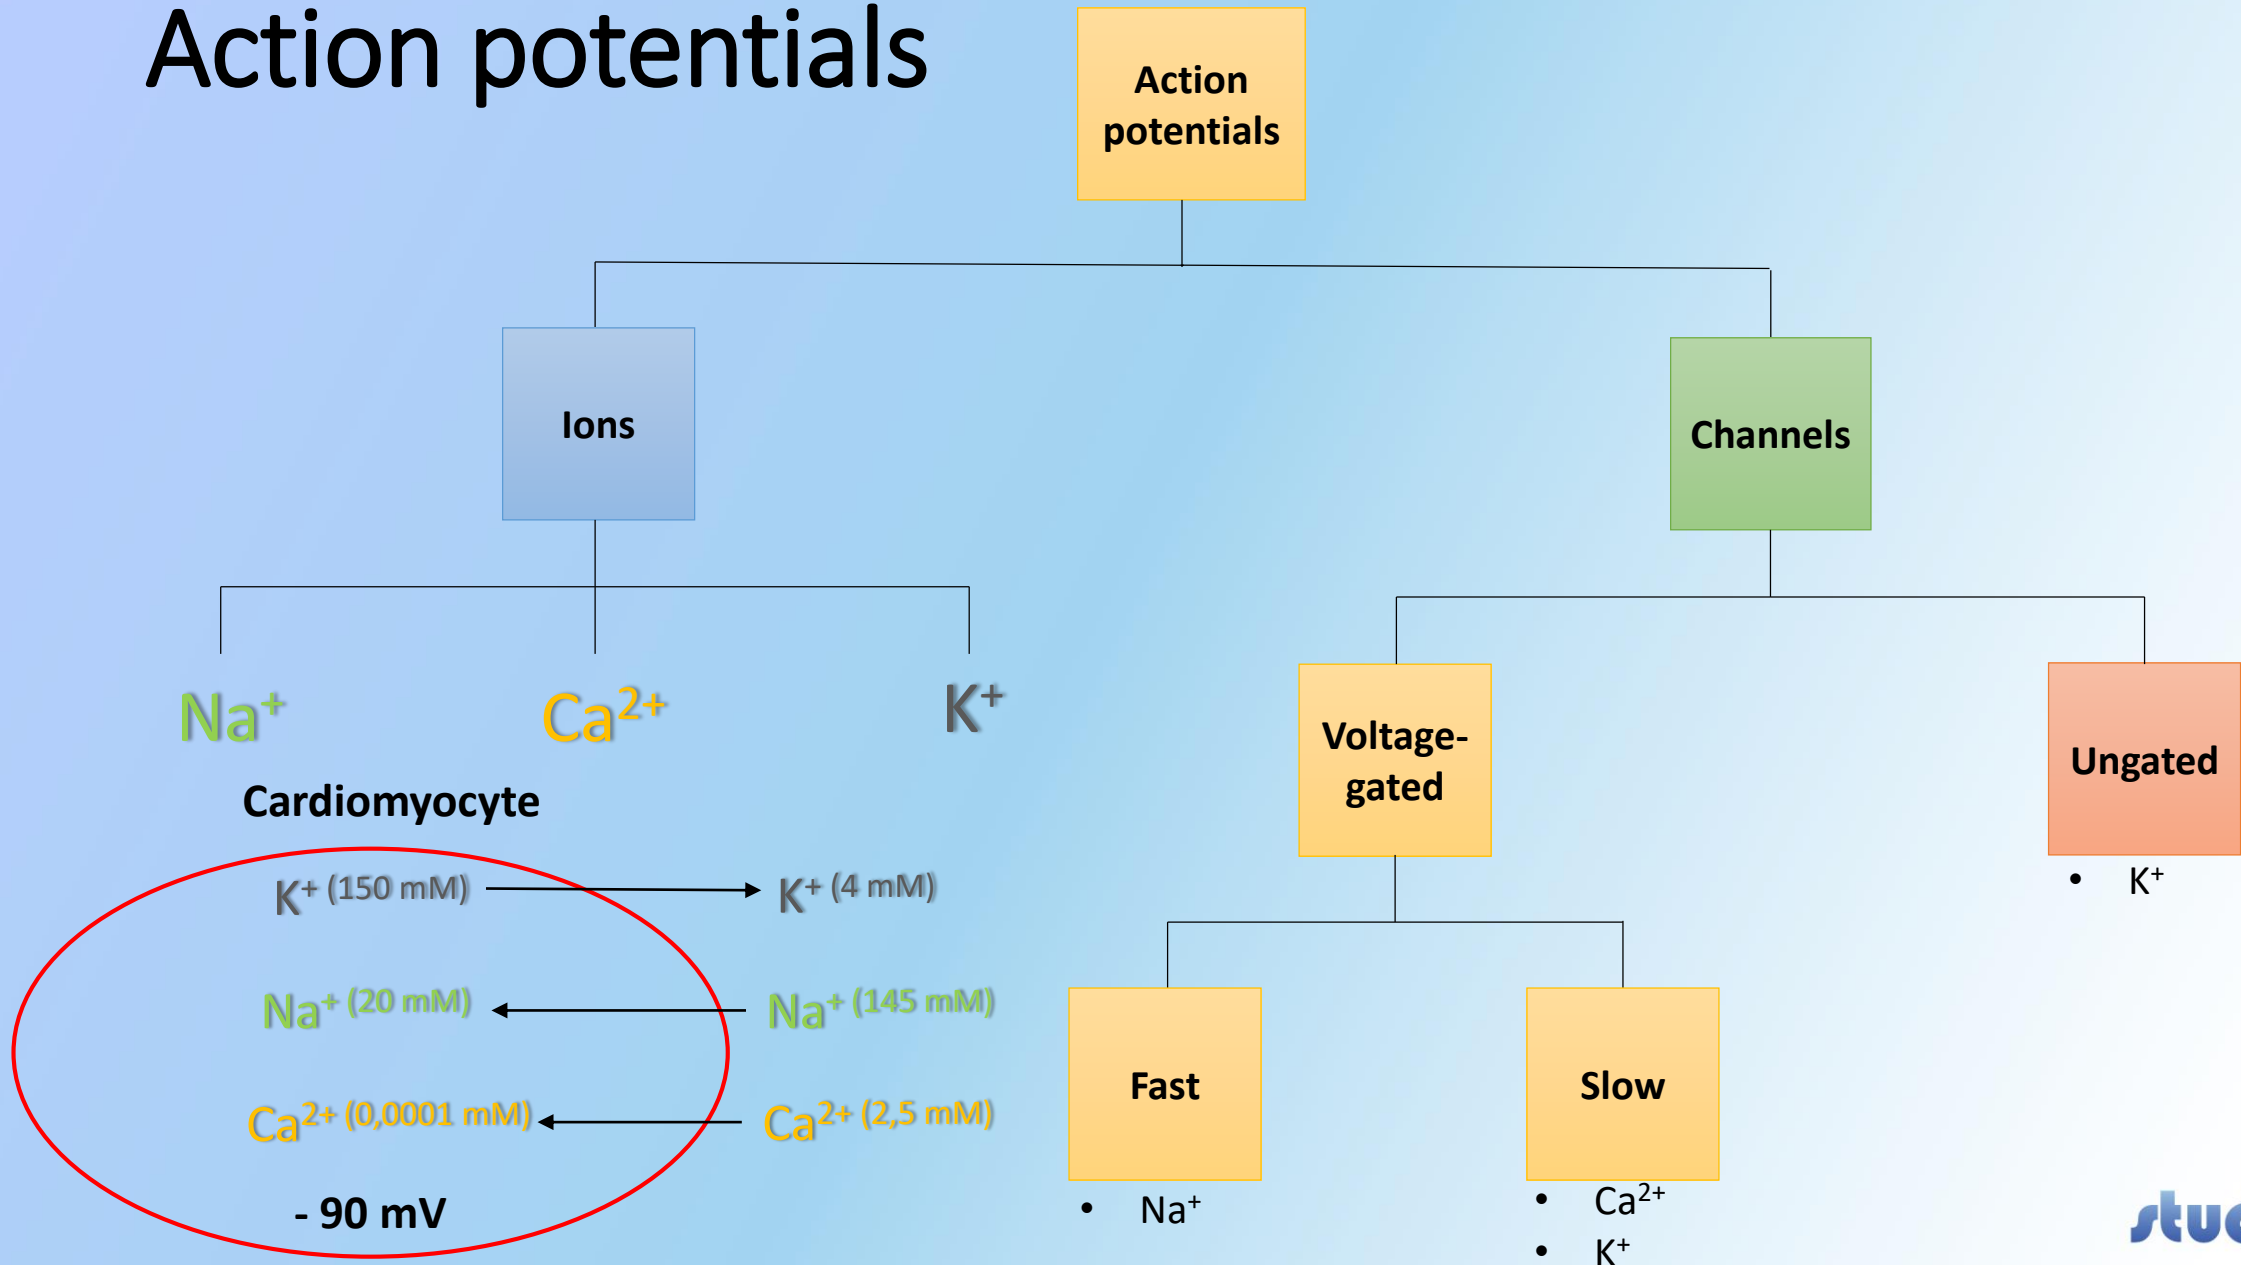 Action potentials
Action
potentials
Ions
Channels
Na⁺
Ca²⁺
K⁺
Voltage-
gated
Ungated
• K⁺
Cardiomyocyte
K⁺ (150 mM)
K⁺ (4 mM)
Na⁺ (20 mM)
Na⁺ (145 mM)
Ca²⁺ (0,0001 mM)
Ca²⁺ (2,5 mM)
- 90 mV
Fast
• Na⁺
Slow
• Ca²⁺
• K⁺